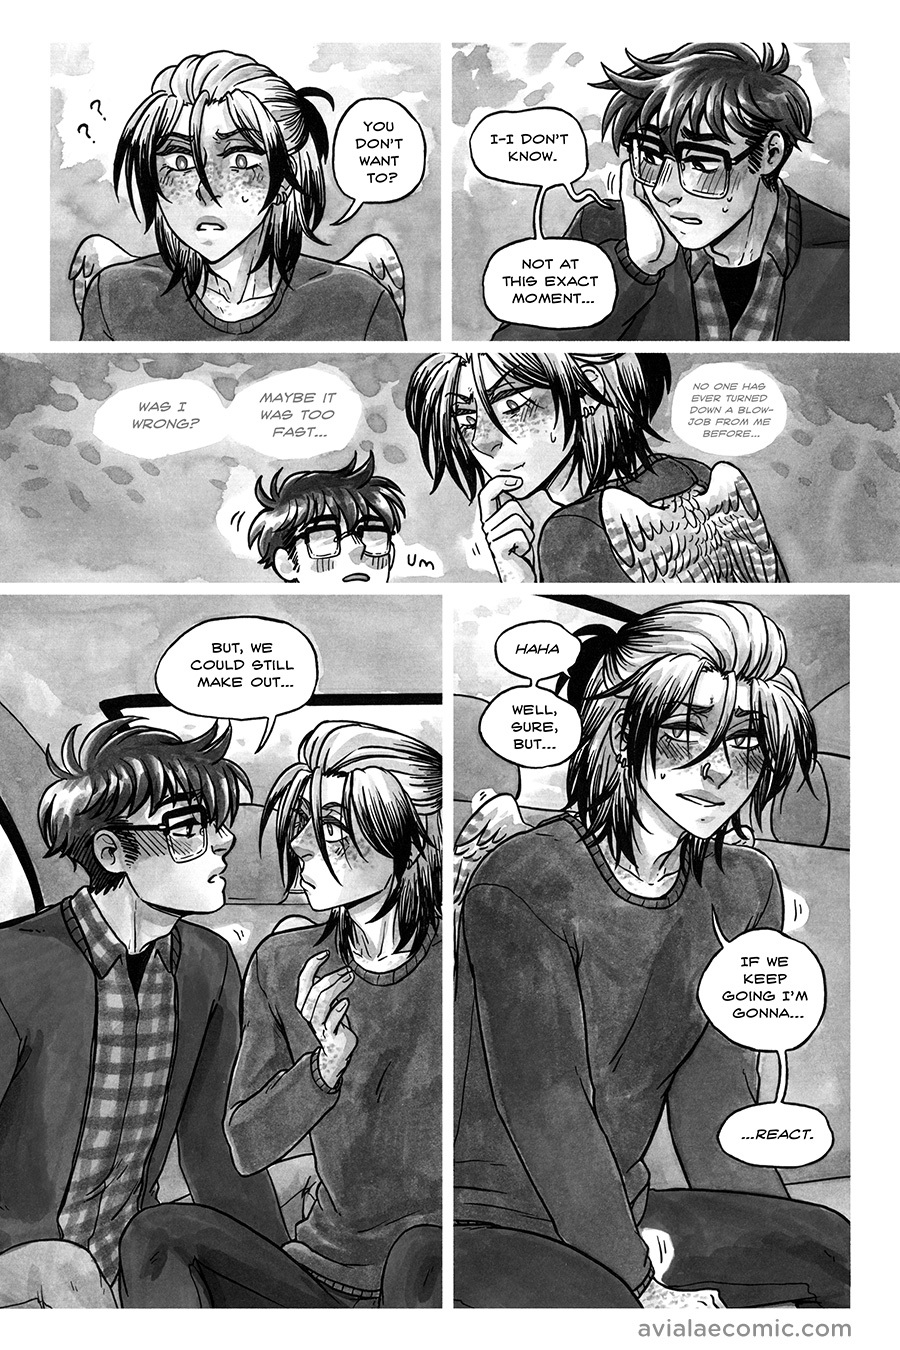 ??
YOU
DON'T
WANT
TO?
I-I DON'T
KNOW.
NOT AT
THIS EXACT
MOMENT...
WAS I
WRONG?
MAYBE IT
WAS TOO
FAST...
UM
NO ONE HAS
EVER TURNED
DOWN A BLOW-
JOB FROM ME
BEFORE...
BUT, WE
COULD STILL
MAKE OUT...
HAHA
WELL,
SURE,
BUT...
IF WE
KEEP
GOING I'M
GONNA...
...REACT.
avialaecomic.com